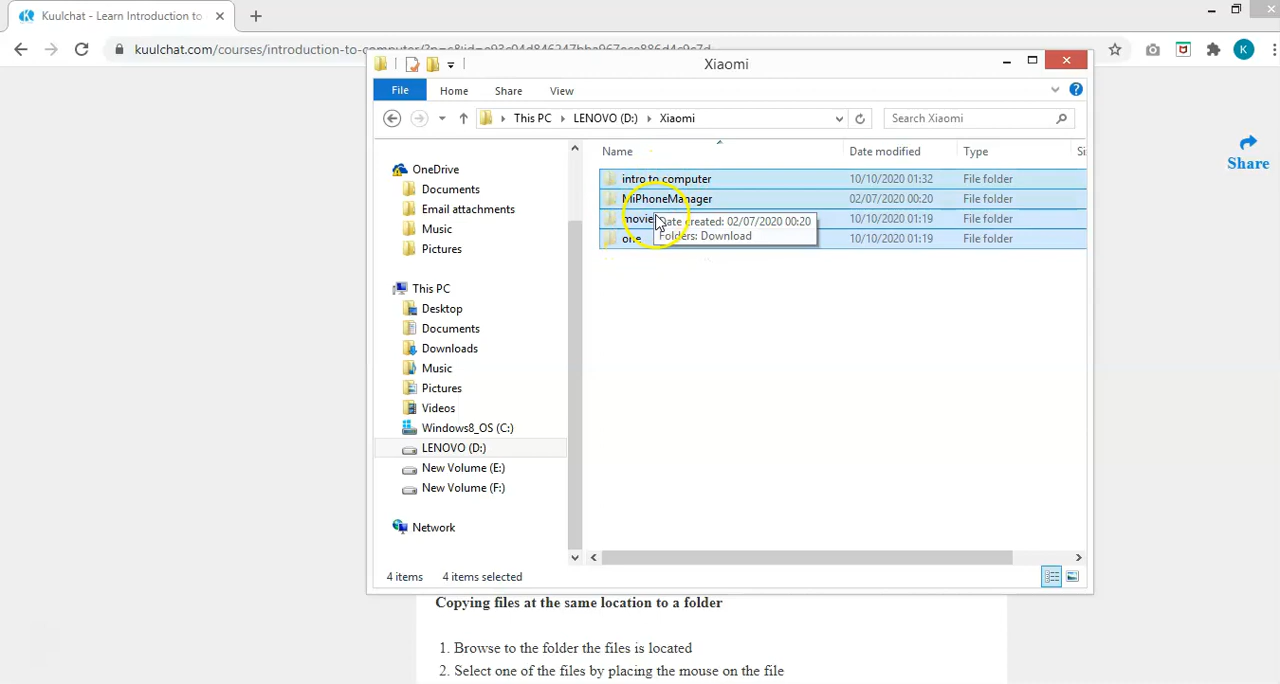 Kuulchat - Learn Introduction to
kuulchat.com/courses/introduction-to-computer/?
Xiaomi
File Home Share View
This PC LENOVO (D:) Xiaomi
Search Xiaomi
Share
Name Date modified Type Si
OneDrive
Documents
Email attachments
Music
Pictures
This PC
Desktop
Documents
Downloads
Music
Pictures
Videos
Windows8_OS (C:)
LENOVO (D:)
New Volume (E:)
New Volume (F:)
Network
intro to computer 10/10/2020 01:32 File folder
MiPhoneManager 02/07/2020 00:20 File folder
movie 10/10/2020 01:19 File folder
one 10/10/2020 01:19 File folder
Date created: 02/07/2020 00:20
Folders: Download
4 items 4 items selected
K
Copying files at the same location to a folder
1. Browse to the folder the files is located
2. Select one of the files by placing the mouse on the file